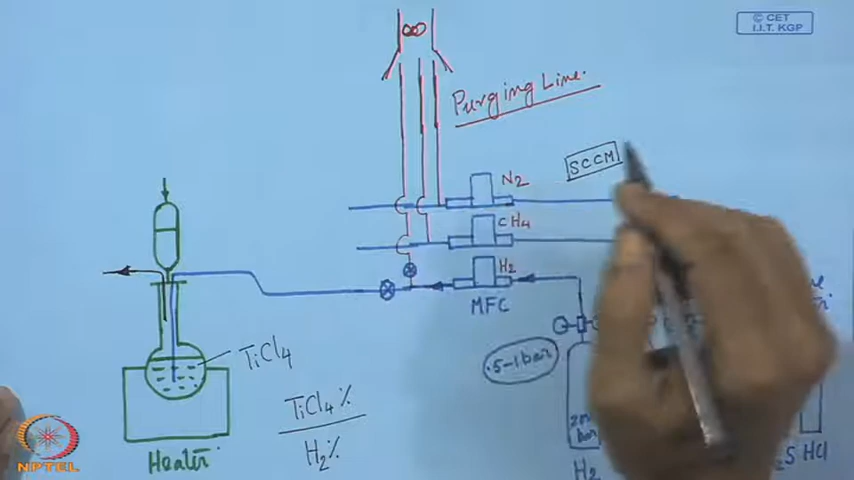 © CET
I.I.T. KGP
Purging Line.
SCCM
N2
CH4
H2
MFC
.5-1 bar
TiCl4
TiCl4 %
H2 %
bar
Heater
H2
S HCl
NPTEL